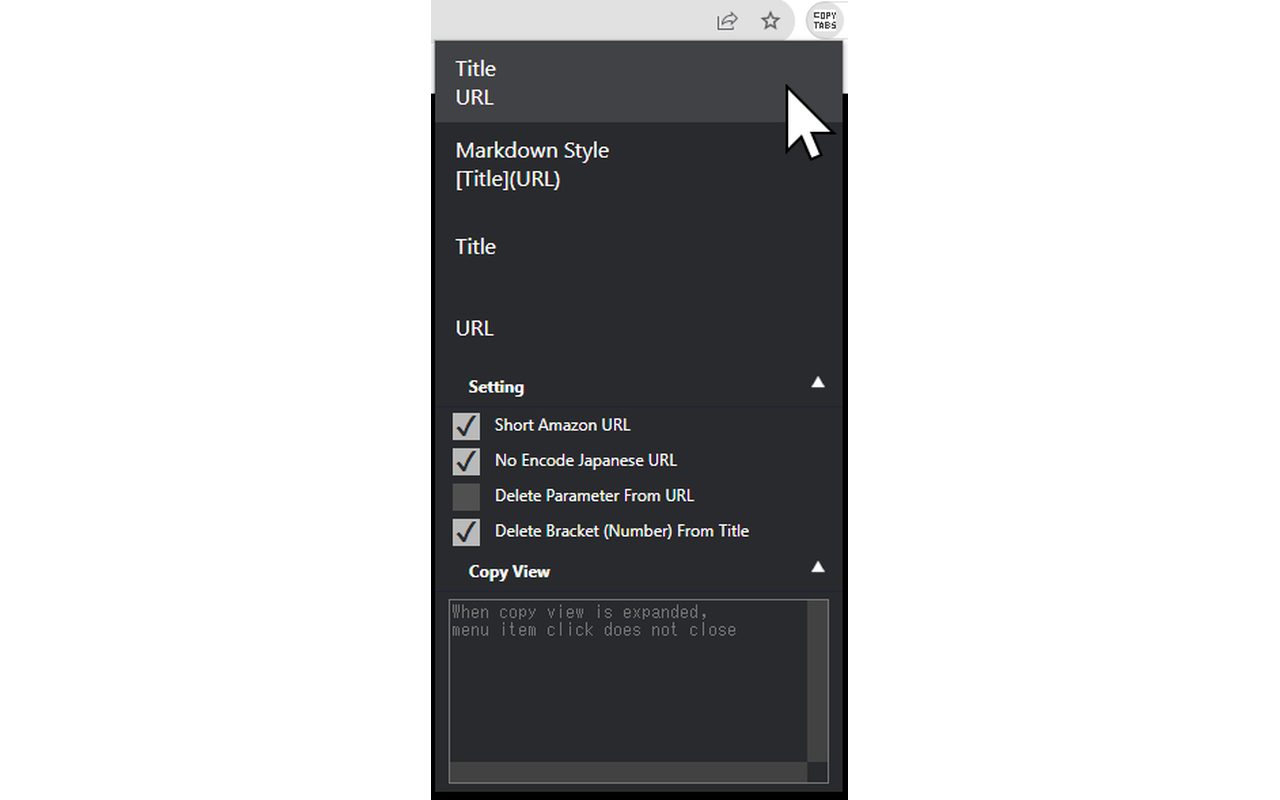 COPY
TABS
Title
URL
Markdown Style
[Title](URL)
Title
URL
Setting
Short Amazon URL
No Encode Japanese URL
Delete Parameter From URL
Delete Bracket (Number) From Title
Copy View
When copy view is expanded,
menu item click does not close